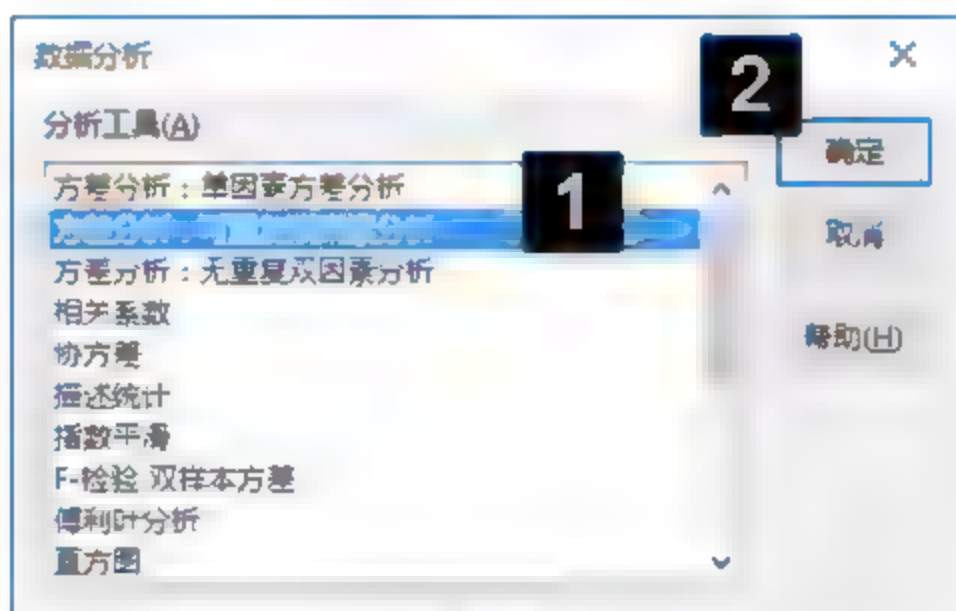 数据分析
2
分析工具(A)
确定
方差分析：单因素方差分析
1
取消
方差分析：无重复双因素分析
相关系数
协方差
帮助(H)
描述统计
指数平滑
F-检验 双样本方差
傅利叶分析
直方图